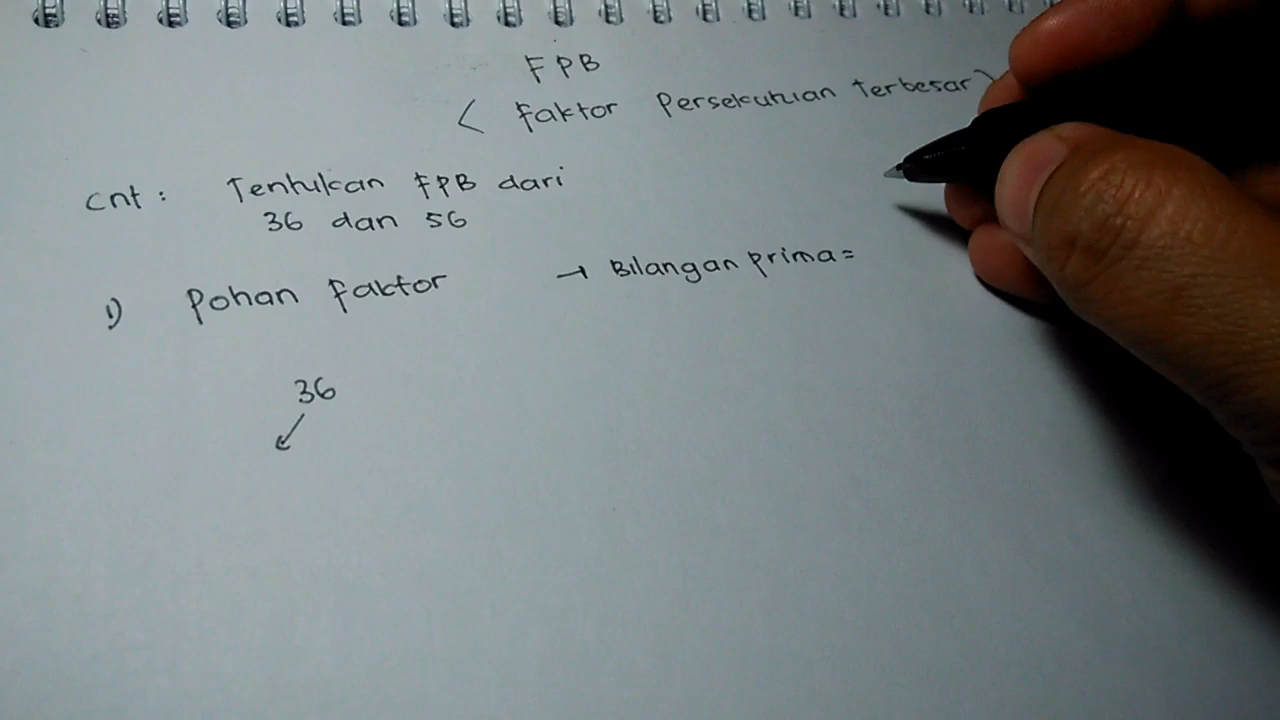 FPB
< Faktor Persekutuan Terbesar>
Cnt : Tentukan FPB dari
36 dan 56
1) Pohan Faktor
→ Bilangan prima =
36